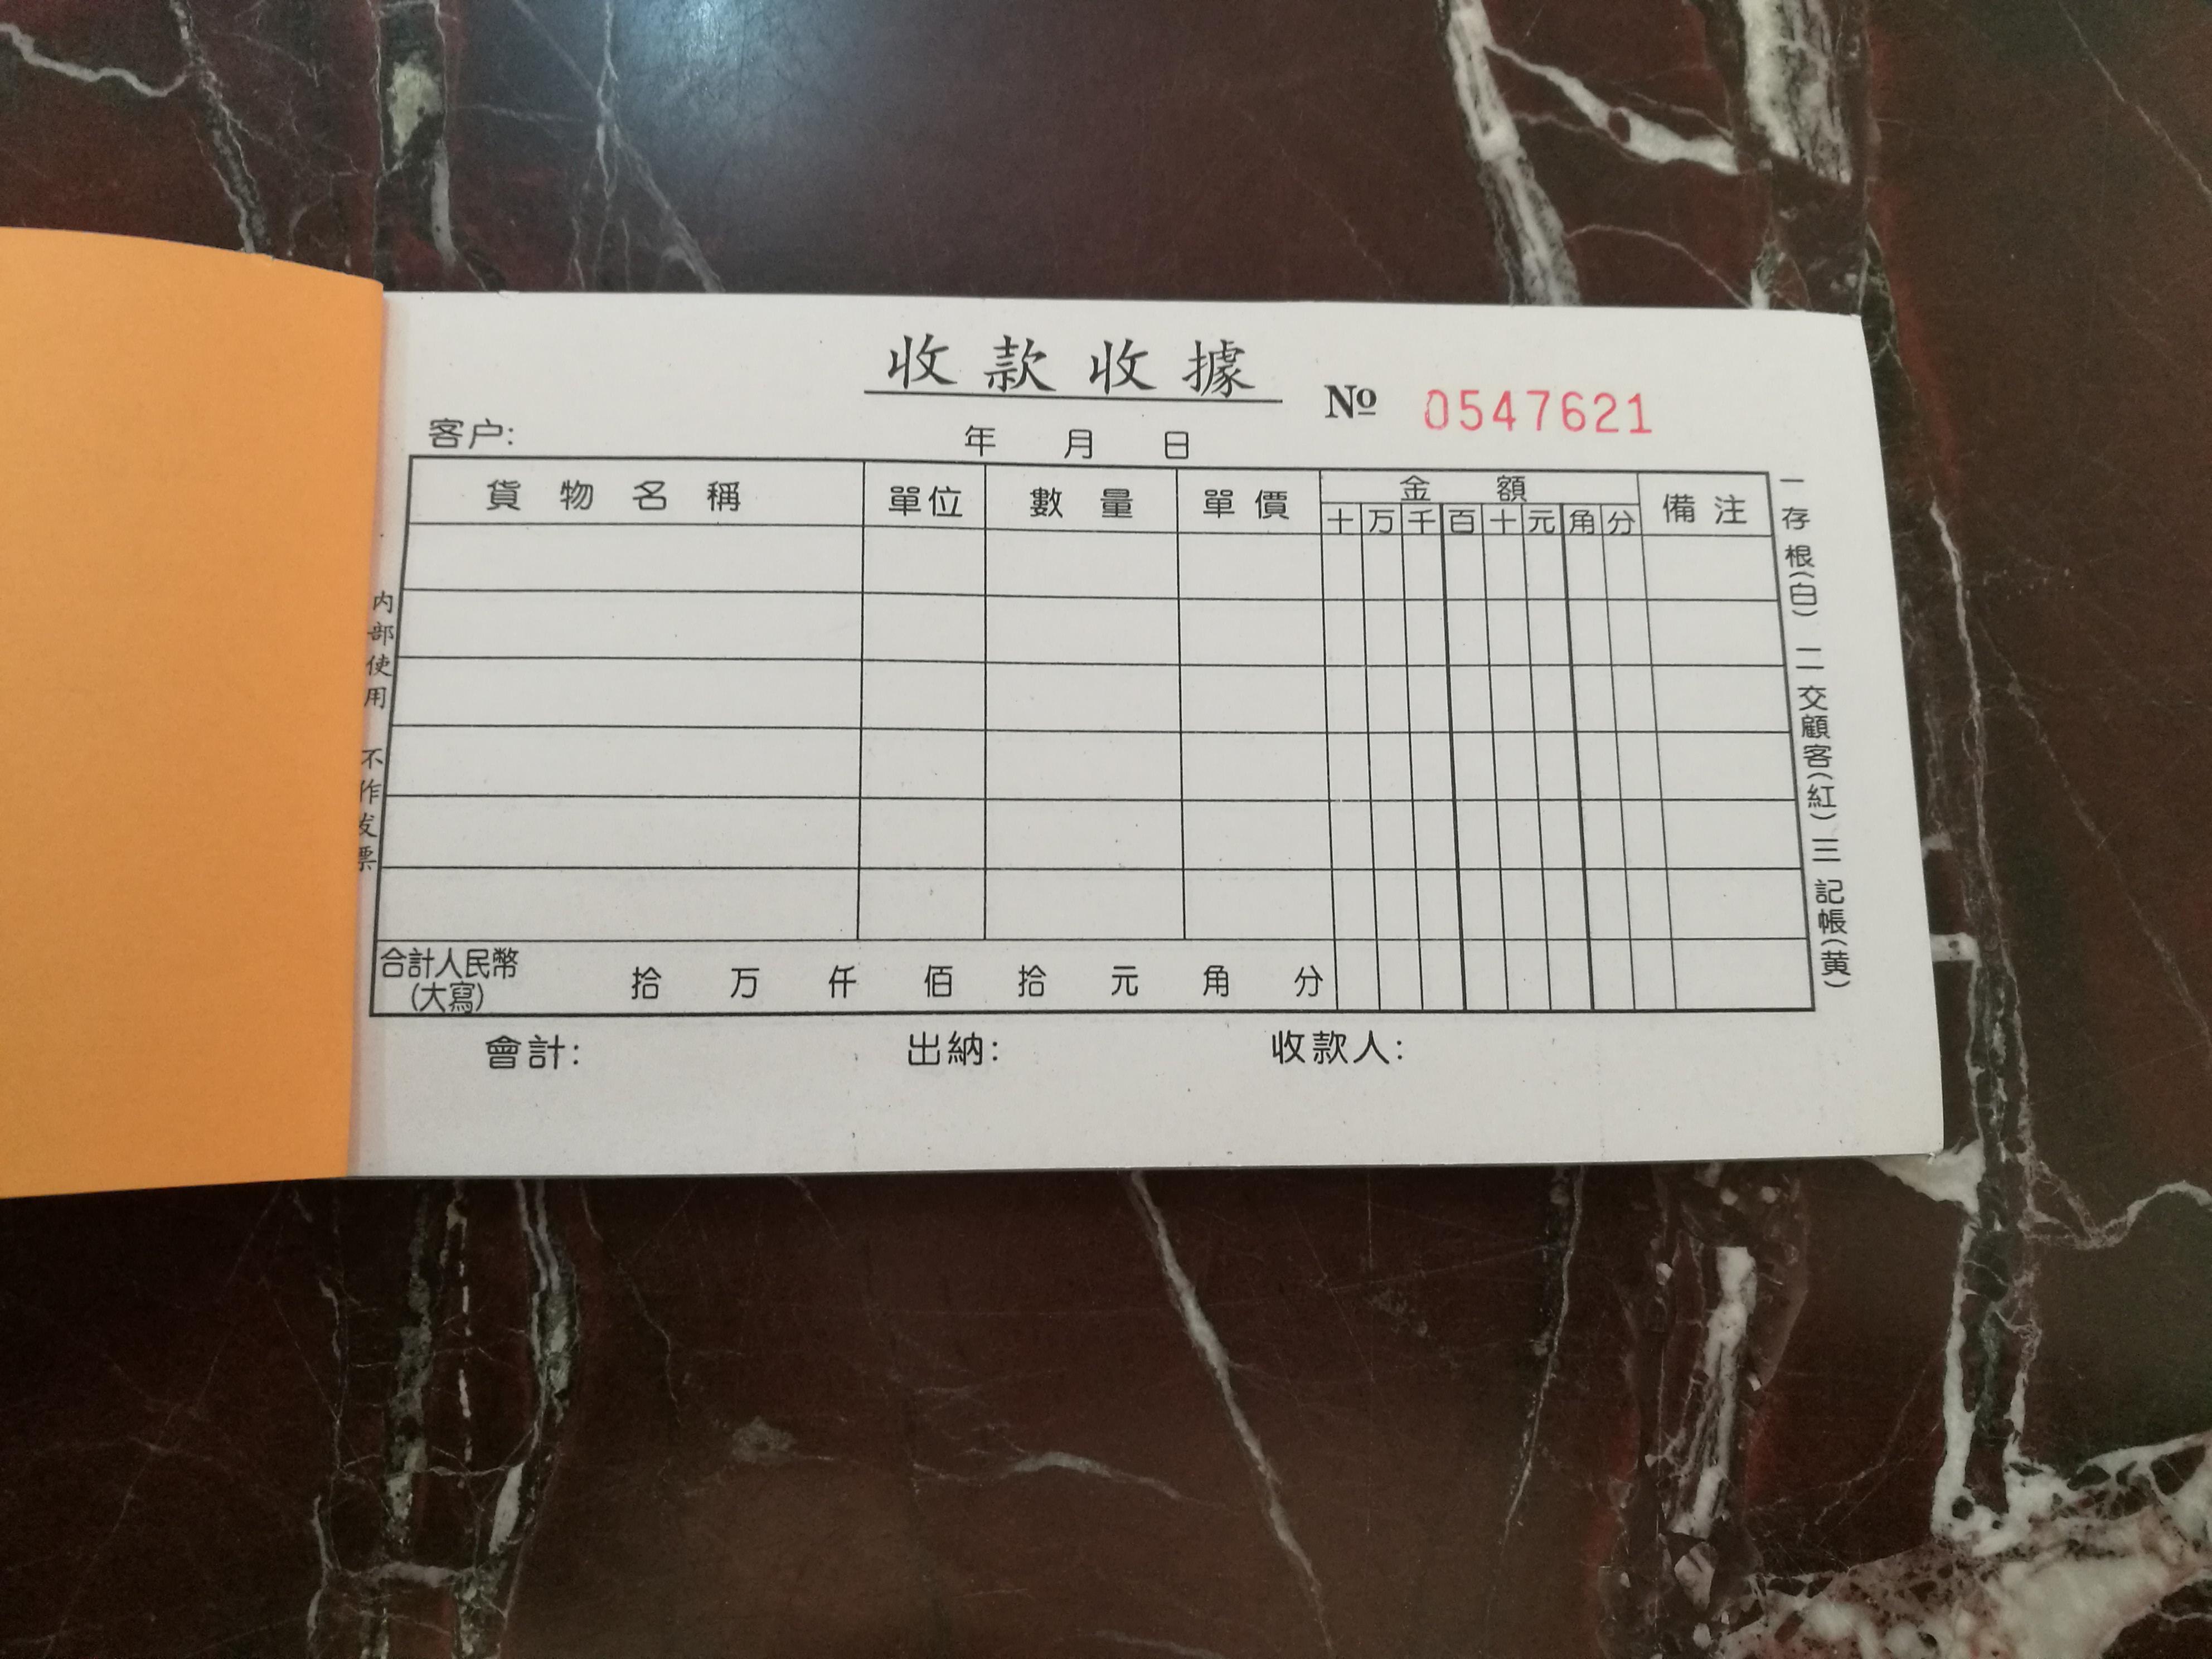 收款收據
№ 0547621
客户:
年 月 日
貨物名稱 單位 數量 單價 金額 備注
十 万 千 百 十 元 角 分
合計人民幣
(大寫)
拾 万 仟 佰 拾 元 角 分
會計: 出納: 收款人:
内部使用 不作发票
一存根(白) 二交顧客(紅) 三記帳(黄)